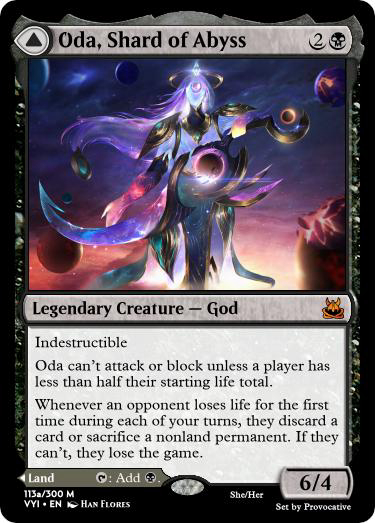 Oda, Shard of Abyss 2
Legendary Creature — God
Indestructible
Oda can't attack or block unless a player has
less than half their starting life total.
Whenever an opponent loses life for the first
time during each of your turns, they discard a
card or sacrifice a nonland permanent. If they
can't, they lose the game.
Land : Add .
6/4
113a/300 M
VYI • EN Han Flores
She/Her
Set by Provocative